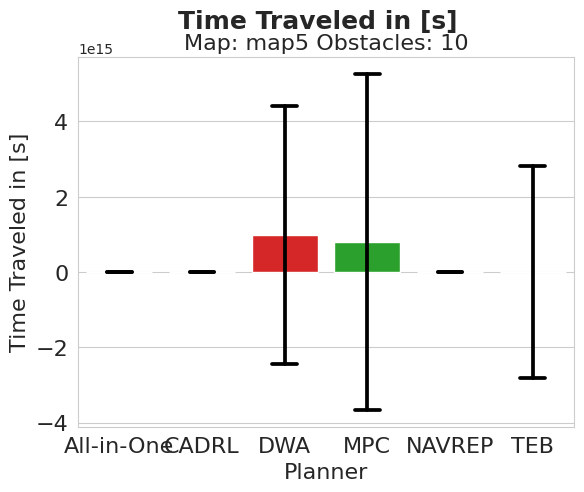 Time Traveled in [s]
Map: map5 Obstacles: 10
1e15
Time Traveled in [s]
4
2
0
−2
−4
All-in-One CADRL DWA MPC NAVREP TEB
Planner